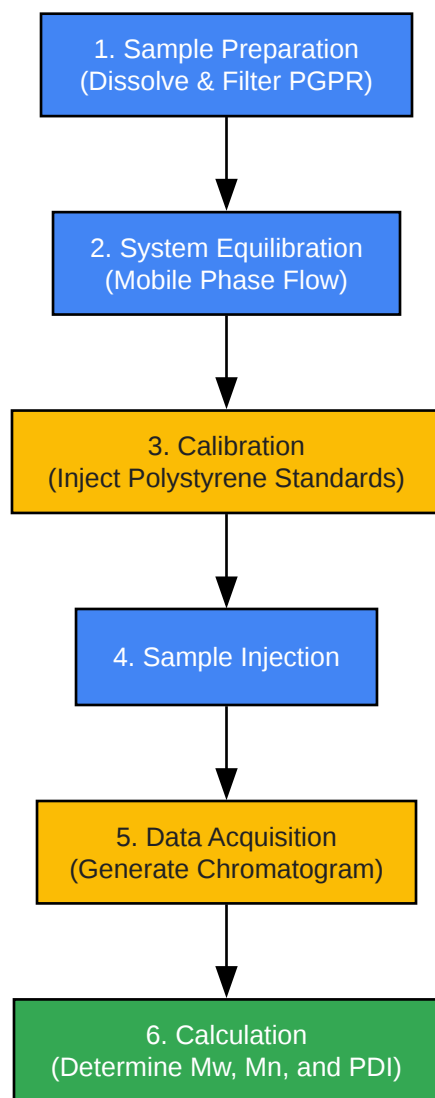 1. Sample Preparation
(Dissolve & Filter PGPR)
2. System Equilibration
(Mobile Phase Flow)
3. Calibration
(Inject Polystyrene Standards)
4. Sample Injection
5. Data Acquisition
(Generate Chromatogram)
6. Calculation
(Determine Mw, Mn, and PDI)